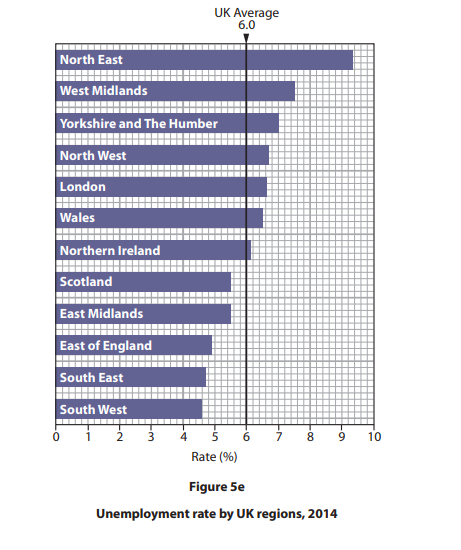 UK Average
6.0
North East
West Midlands
Yorkshire and The Humber
North West
London
Wales
Northern Ireland
Scotland
East Midlands
East of England
South East
South West
0 1 2 3 4 5 6 7 8 9 10
Rate (%)
Figure 5e
Unemployment rate by UK regions, 2014